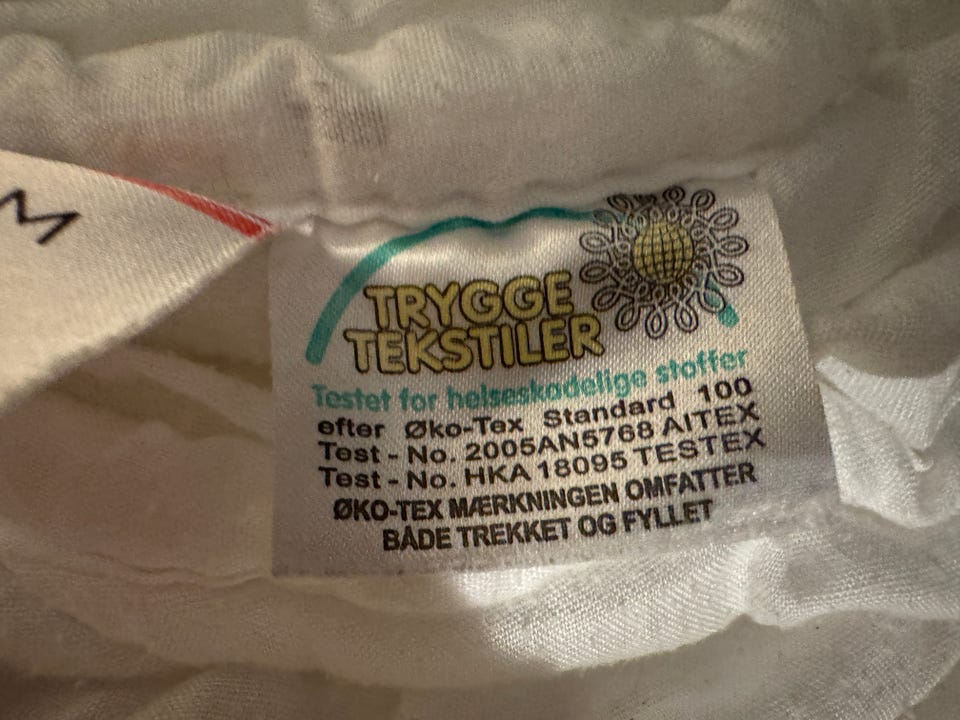 M
TRYGGE
TEKSTILER
Testet for helseskadelige stoffer
efter Øko-Tex Standard 100
Test - No. 2005AN5768 AITEX
Test - No. HKA 18095 TESTEX
ØKO-TEX MÆRKNINGEN OMFATTER
BÅDE TREKKET OG FYLLET